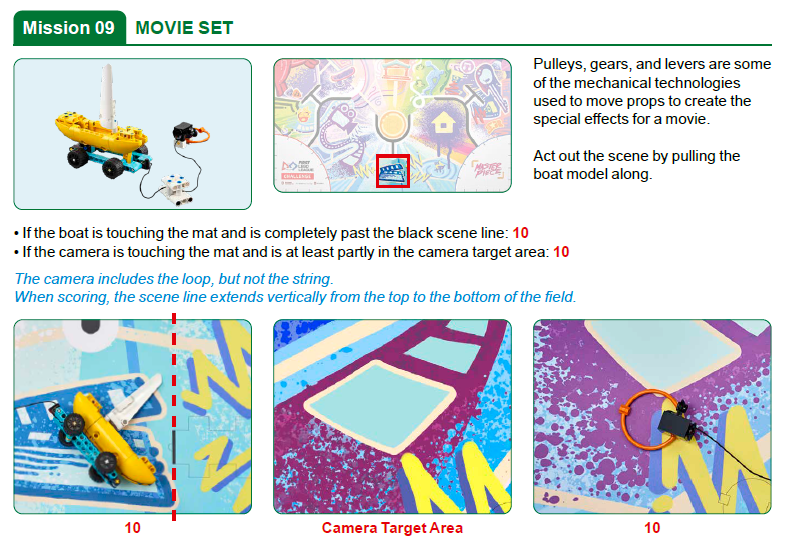 Mission 09 MOVIE SET
Pulleys, gears, and levers are some
of the mechanical technologies
used to move props to create the
special effects for a movie.
Act out the scene by pulling the
boat model along.
• If the boat is touching the mat and is completely past the black scene line: 10
• If the camera is touching the mat and is at least partly in the camera target area: 10
The camera includes the loop, but not the string.
When scoring, the scene line extends vertically from the top to the bottom of the field.
10
Camera Target Area
10